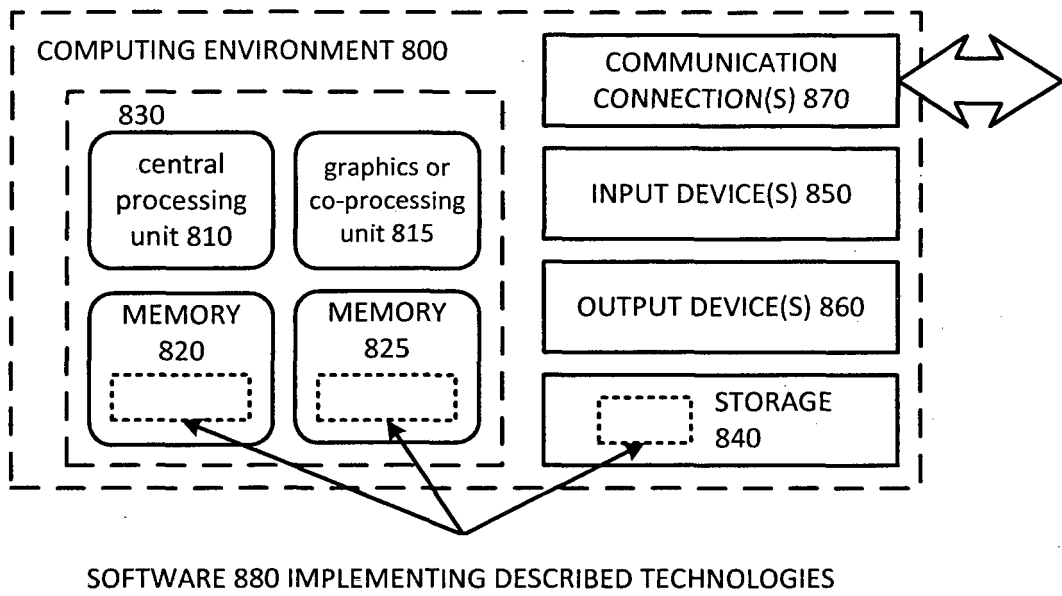 COMPUTING ENVIRONMENT 800
830
central
processing
unit 810
graphics or
co-processing
unit 815
MEMORY
820
MEMORY
825
COMMUNICATION
CONNECTION(S) 870
INPUT DEVICE(S) 850
OUTPUT DEVICE(S) 860
STORAGE
840
SOFTWARE 880 IMPLEMENTING DESCRIBED TECHNOLOGIES